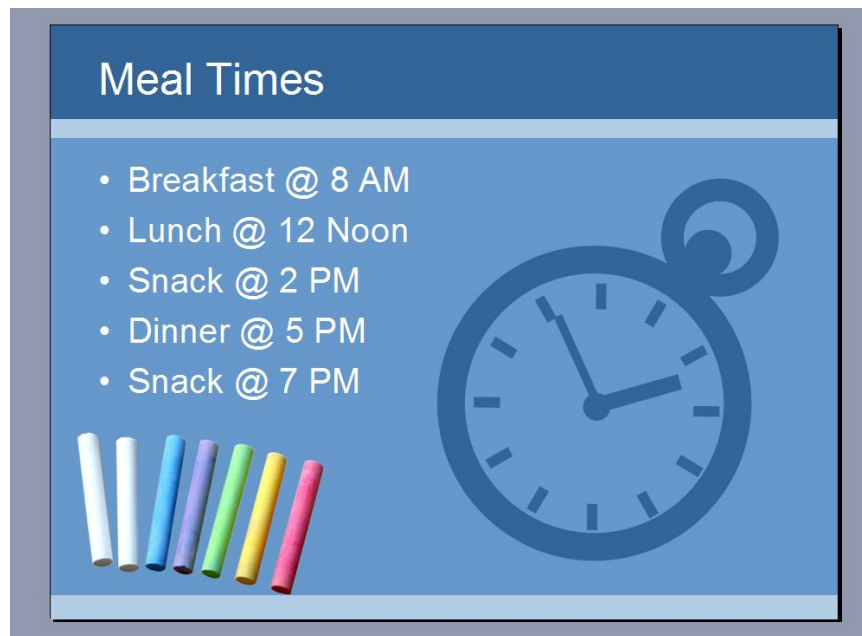 Meal Times
• Breakfast @ 8 AM
• Lunch @ 12 Noon
• Snack @ 2 PM
• Dinner @ 5 PM
• Snack @ 7 PM